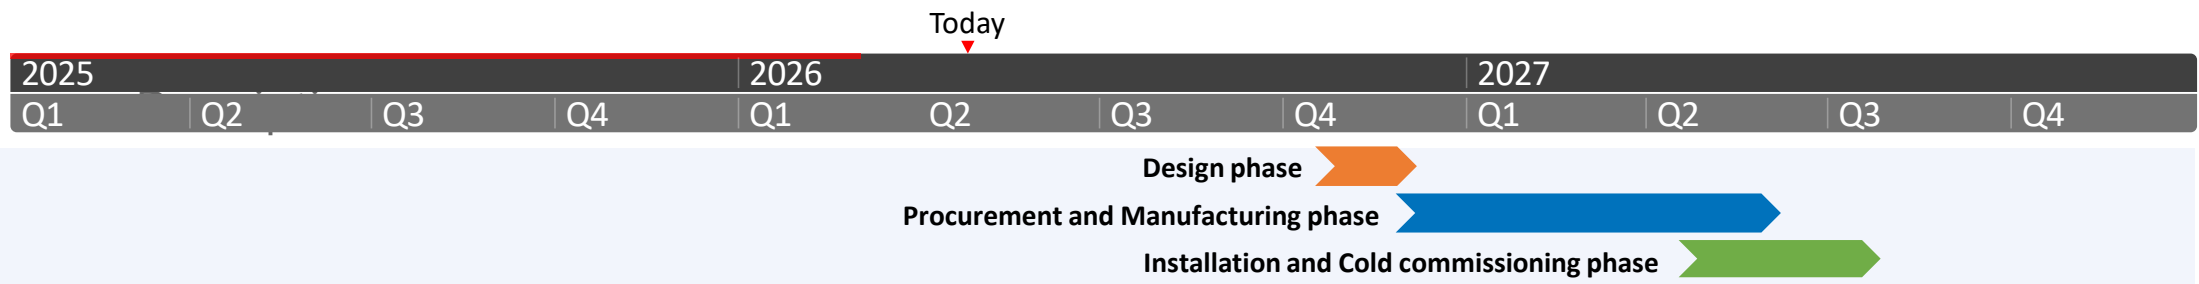 Today
2025 2026 2027
Q1 Q2 Q3 Q4 Q1 Q2 Q3 Q4 Q1 Q2 Q3 Q4
Design phase
Procurement and Manufacturing phase
Installation and Cold commissioning phase